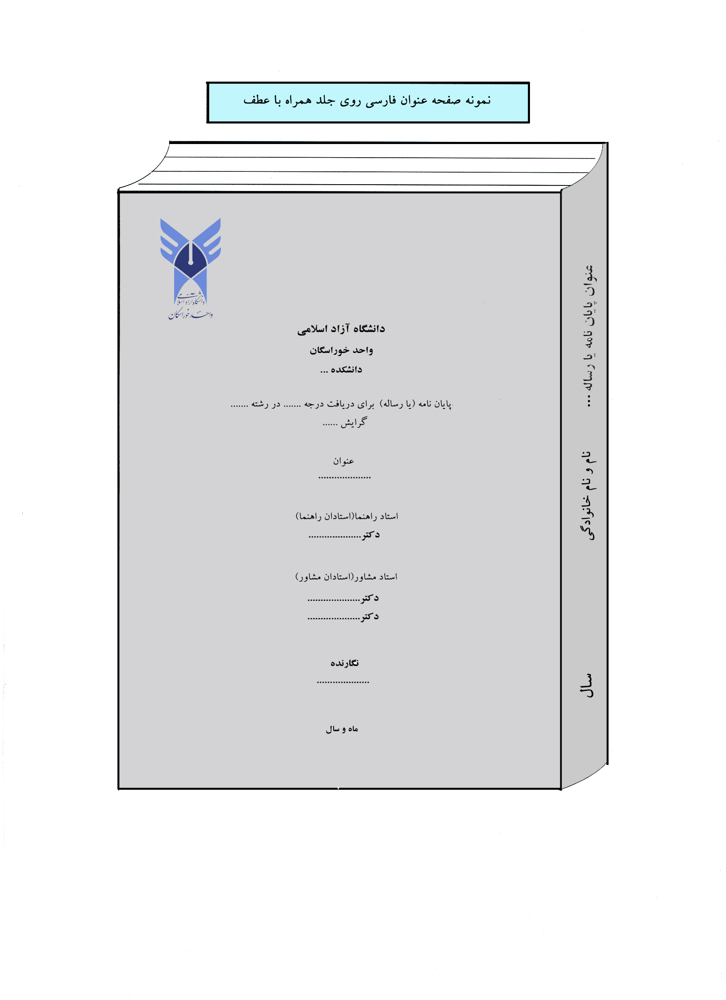 نمونه صفحه عنوان فارسی روی جلد همراه با عطف
دانشگاه آزاد اسلامی
واحد خوراسگان
دانشگاه آزاد اسلامی
واحد خوراسگان
دانشکده ...
پایان نامه (یا رساله) برای دریافت درجه ....... در رشته .......
گرایش ......
عنوان
....................
استاد راهنما(استادان راهنما)
دکتر....................
استاد مشاور(استادان مشاور)
دکتر....................
دکتر....................
نگارنده
....................
ماه و سال
عنوان پایان نامه یا رساله ...
نام و نام خانوادگی
سال